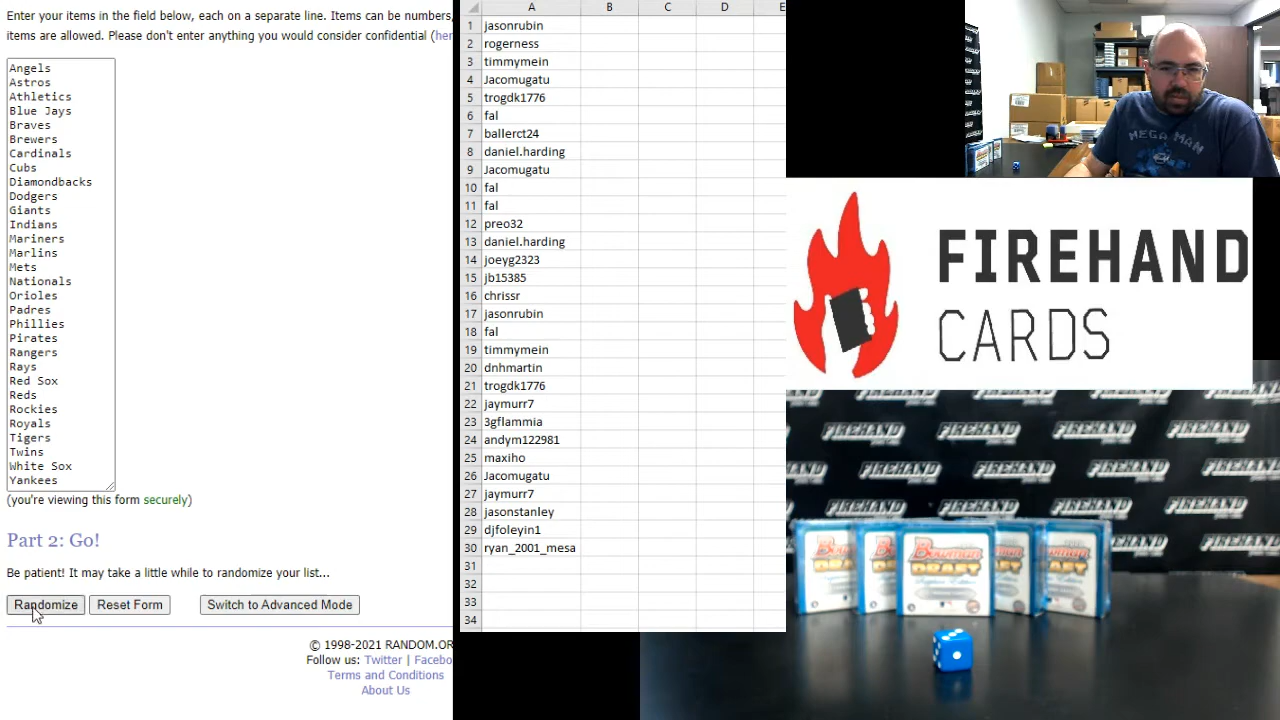 Enter your items in the field below, each on a separate line. Items can be numbers,
items are allowed. Please don't enter anything you would consider confidential (her
Angels
Astros
Athletics
Blue Jays
Braves
Brewers
Cardinals
Cubs
Diamondbacks
Dodgers
Giants
Indians
Mariners
Marlins
Mets
Nationals
Orioles
Padres
Phillies
Pirates
Rangers
Rays
Red Sox
Reds
Rockies
Royals
Tigers
Twins
White Sox
Yankees
(you're viewing this form securely)
Part 2: Go!
Be patient! It may take a little while to randomize your list...
Randomize Reset Form Switch to Advanced Mode
© 1998-2021 RANDOM.OR
Follow us: Twitter | Facebo
Terms and Conditions
About Us
A B C D E
1 jasonrubin
2 rogerness
3 timmymein
4 Jacomugatu
5 trogdk1776
6 fal
7 ballerct24
8 daniel.harding
9 Jacomugatu
10 fal
11 fal
12 preo32
13 daniel.harding
14 joeyg2323
15 jb15385
16 chrissr
17 jasonrubin
18 fal
19 timmymein
20 dnhmartin
21 trogdk1776
22 jaymurr7
23 3gflammia
24 andym122981
25 maxiho
26 Jacomugatu
27 jaymurr7
28 jasonstanley
29 djfoleyin1
30 ryan_2001_mesa
31
32
33
34
MEGA MAN
FIREHAND
CARDS
FIREHAND FIREHAND FIREHAND FIREHAND
Bowman
DRAFT